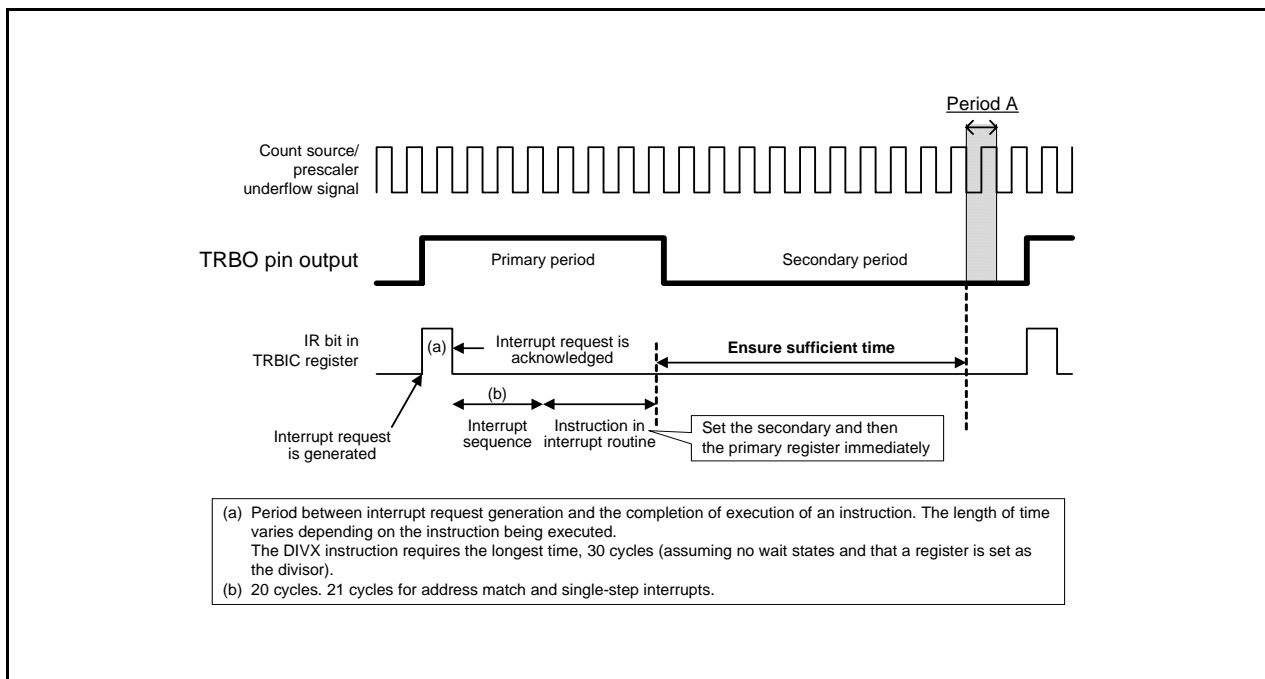 Period A
Count source/
prescaler
underflow signal
TRBO pin output
Primary period
Secondary period
IR bit in
TRBIC register
(a)
Interrupt request is
acknowledged
Ensure sufficient time
(b)
Interrupt request
is generated
Interrupt
sequence
Instruction in
interrupt routine
Set the secondary and then
the primary register immediately
(a) Period between interrupt request generation and the completion of execution of an instruction. The length of time
varies depending on the instruction being executed.
The DIVX instruction requires the longest time, 30 cycles (assuming no wait states and that a register is set as
the divisor).
(b) 20 cycles. 21 cycles for address match and single-step interrupts.